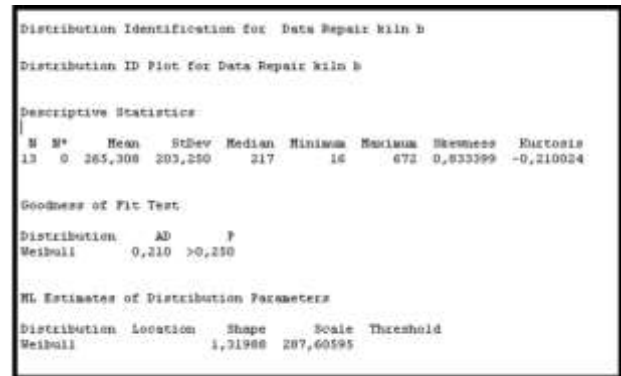 Distribution Identification for Data Repair kiln b
Distribution ID Plot for Data Repair kiln b
Descriptive Statistics
N N* Mean StDev Median Minimum Maximum Skewness Kurtosis
13 0 265,308 203,250 217 16 672 0,833399 -0,210024
Goodness of Fit Test
Distribution AD P
Weibull 0,210 >0,250
ML Estimates of Distribution Parameters
Distribution Location Shape Scale Threshold
Weibull 1,31988 287,60595